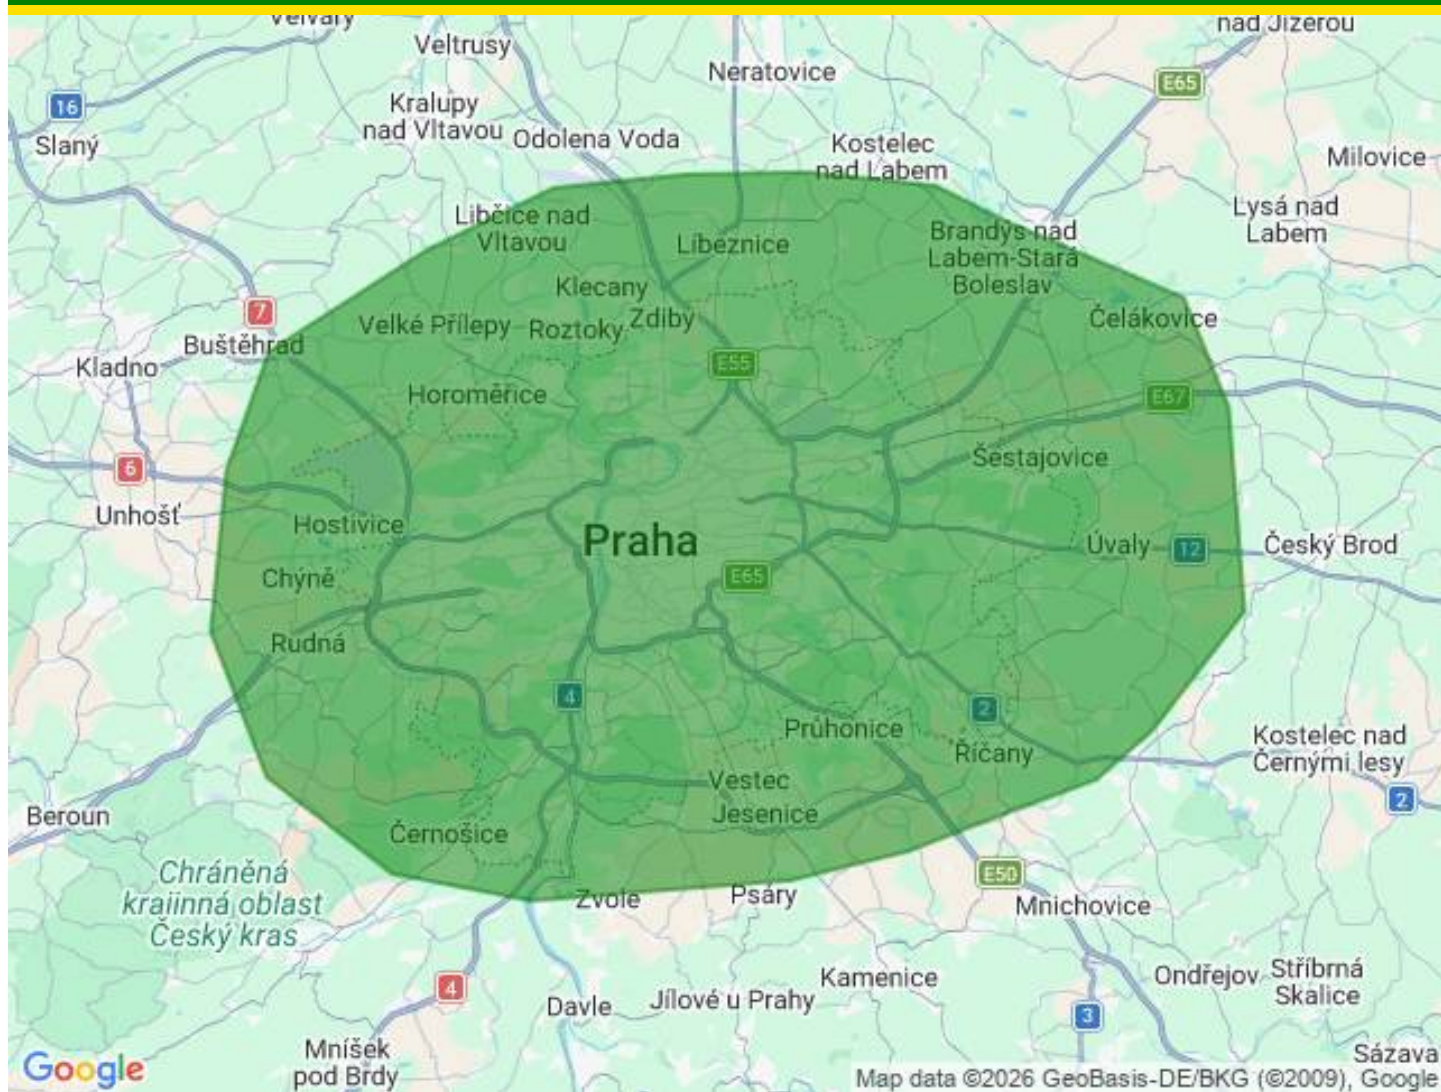 Velvary
nad Jizerou
Veltrusy
Neratovice
E65
16
Kralupy
nad Vltavou
Odolena Voda
Kostelec
nad Labem
Slaný
Milovice
Libčice nad
Vltavou
Líbeznice
Brandýs nad
Labem-Stará
Boleslav
Lysá nad
Labem
Klecany
7
Velké Přílepy
Roztoky
Zdiby
Čelákovice
Buštěhrad
Kladno
E55
Horoměřice
E67
6
Šestajovice
Unhošť
Hostivice
Praha
Úvaly
12
Český Brod
Chýně
E65
Rudná
4
2
Průhonice
Říčany
Kostelec nad
Černými lesy
Vestec
2
Beroun
Jesenice
Černošice
Chráněná
krajinná oblast
Český kras
E50
Zvole
Psáry
Mnichovice
4
Kamenice
Ondřejov
Stříbrná
Skalice
Davle
Jílové u Prahy
3
Mníšek
pod Brdy
Sázava
Google
Map data ©2026 GeoBasis-DE/BKG (©2009), Google